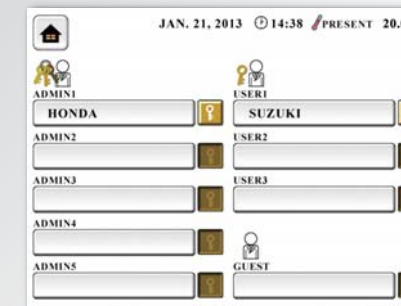 JAN. 21, 2013 14:38 PRESENT 20.
ADMIN1
HONDA
ADMIN2
ADMIN3
ADMIN4
ADMIN5
USER1
SUZUKI
USER2
USER3
GUEST